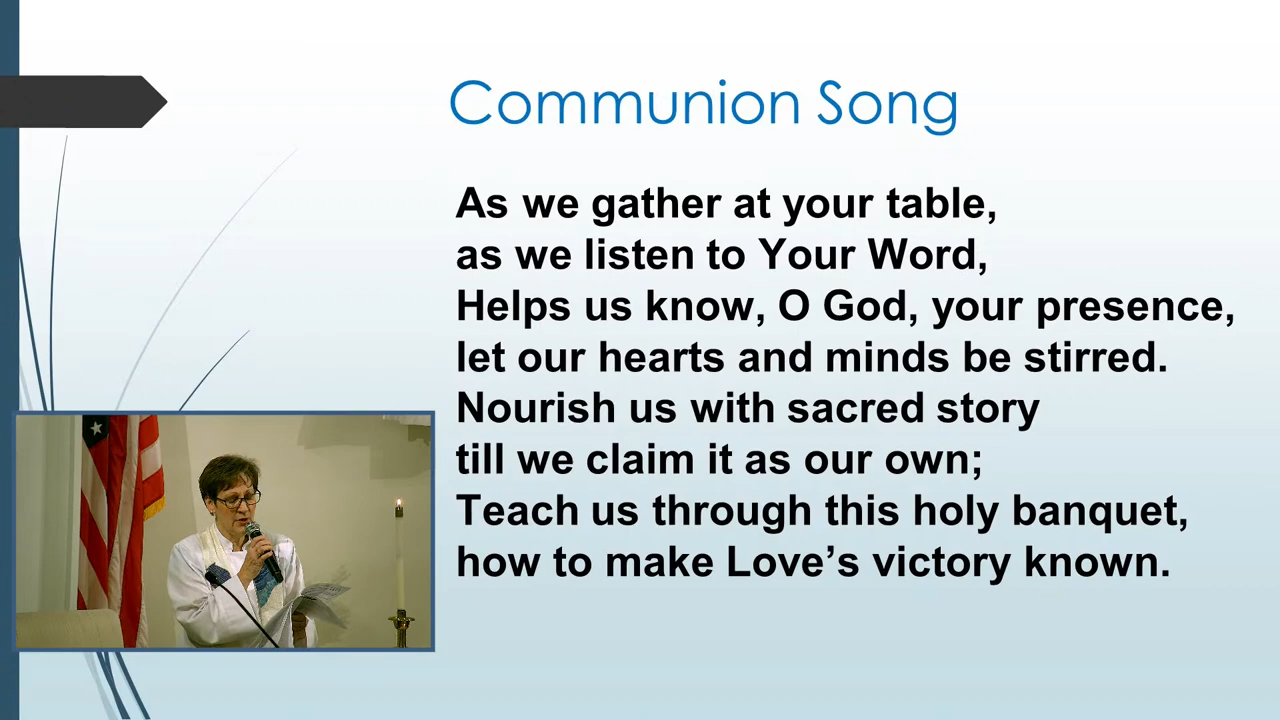 Communion Song
As we gather at your table,
as we listen to Your Word,
Helps us know, O God, your presence,
let our hearts and minds be stirred.
Nourish us with sacred story
till we claim it as our own;
Teach us through this holy banquet,
how to make Love’s victory known.